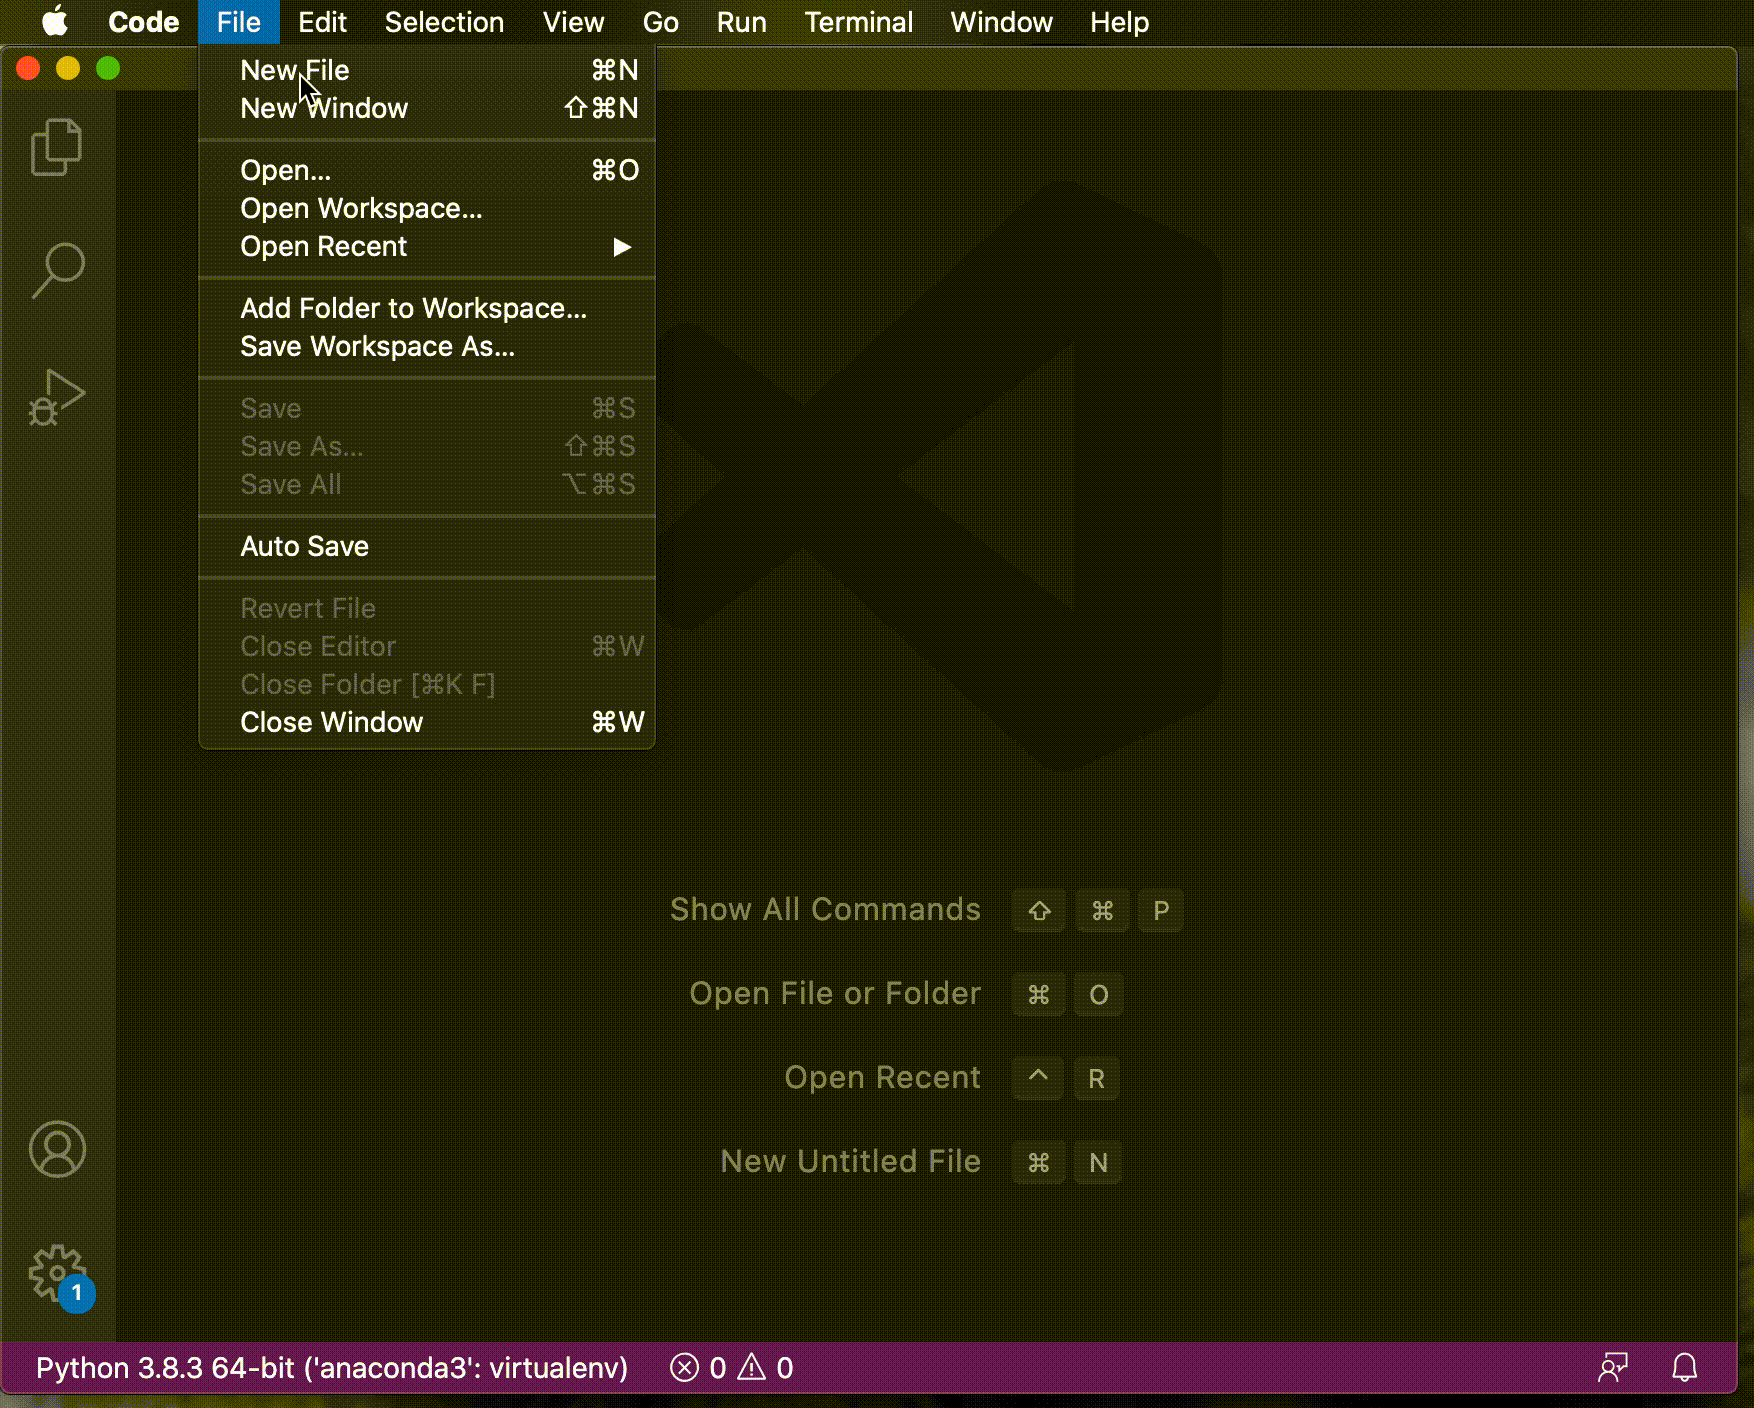 Code File Edit Selection View Go Run Terminal Window Help
New File ⌘N
New Window ⇧⌘N
Open... ⌘O
Open Workspace...
Open Recent ▶
Add Folder to Workspace...
Save Workspace As...
Save ⌘S
Save As... ⇧⌘S
Save All ⌥⌘S
Auto Save
Revert File
Close Editor ⌘W
Close Folder [⌘K F]
Close Window ⌘W
Show All Commands ⇧ ⌘ P
Open File or Folder ⌘ O
Open Recent ^ R
New Untitled File ⌘ N
1
Python 3.8.3 64-bit ('anaconda3': virtualenv) 0 0